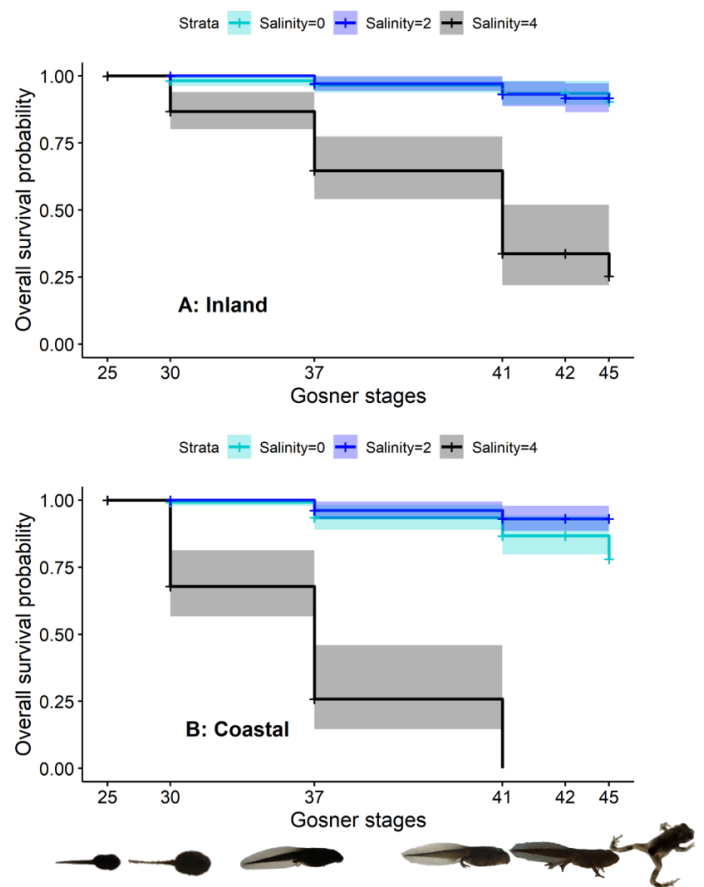 Strata Salinity=0 Salinity=2 Salinity=4
Overall survival probability
1.00
0.75
0.50
0.25
0.00
A: Inland
25 30 37 41 42 45
Gosner stages
Strata Salinity=0 Salinity=2 Salinity=4
Overall survival probability
1.00
0.75
0.50
0.25
0.00
B: Coastal
25 30 37 41 42 45
Gosner stages